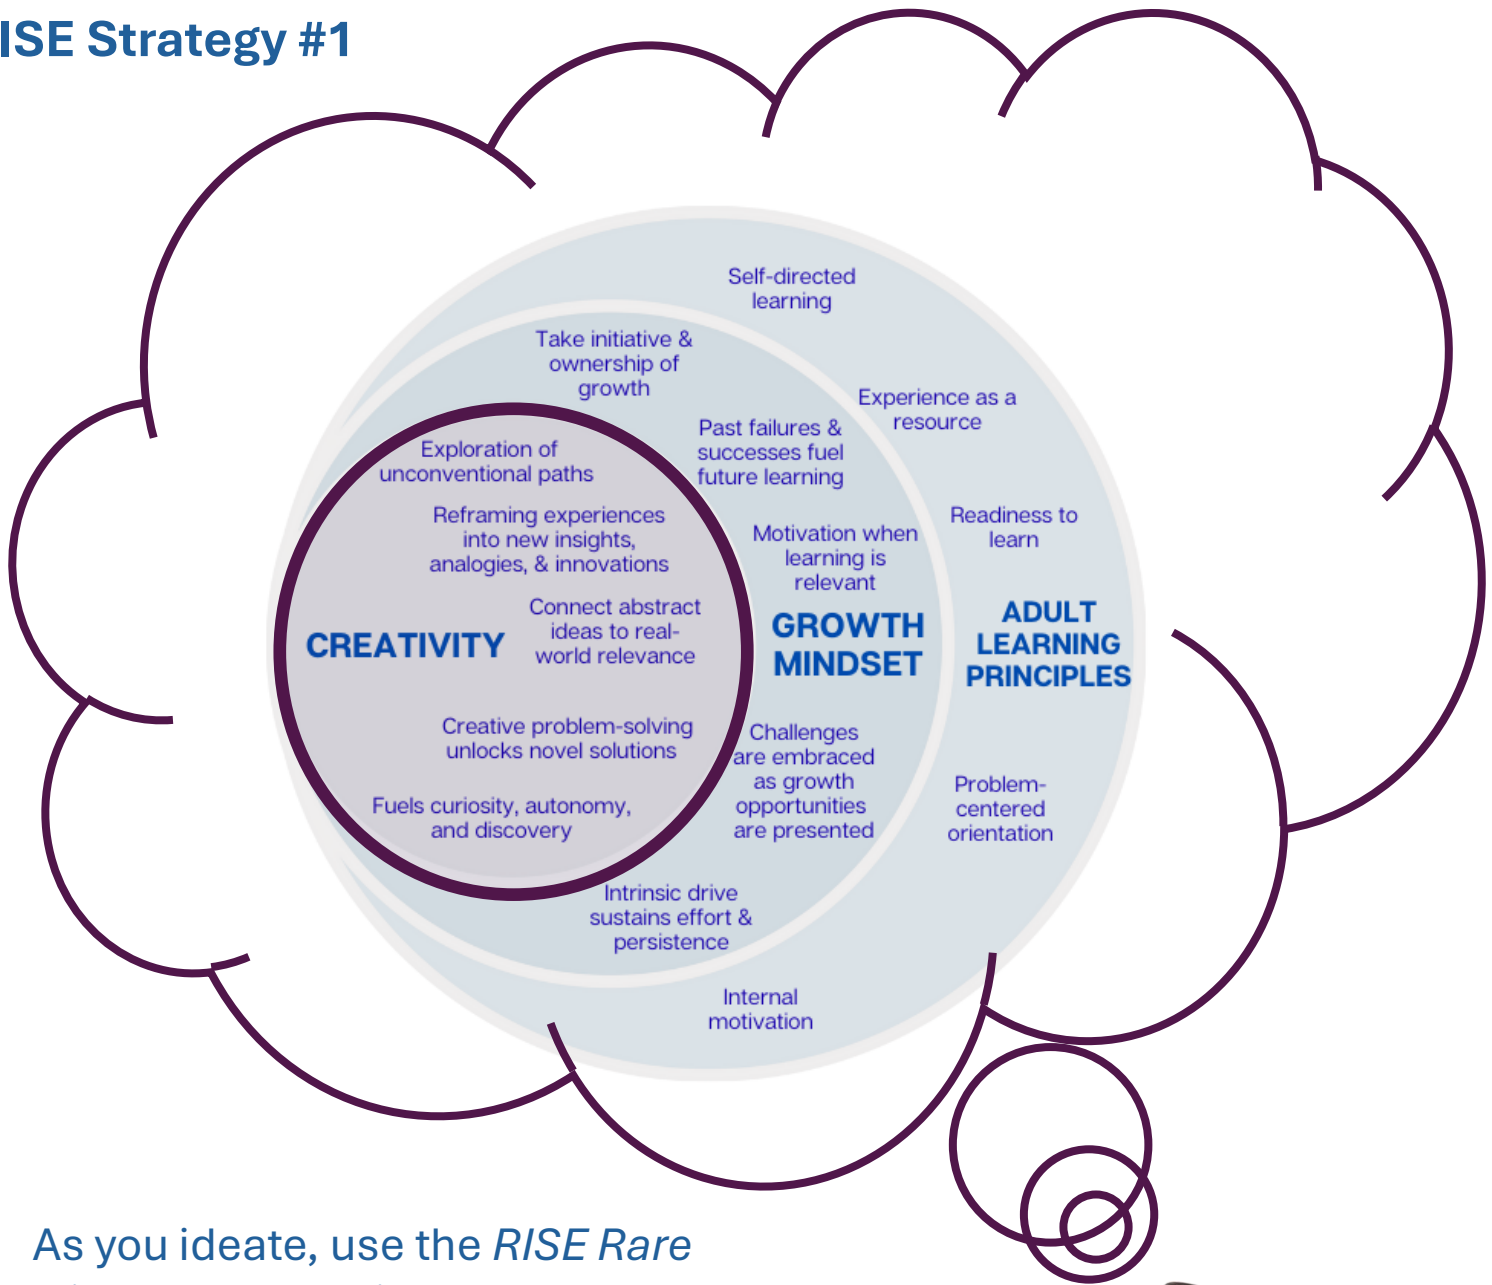 ISE Strategy #1
Self-directed
learning
Take initiative &
ownership of
growth
Experience as a
resource
Past failures &
successes fuel
future learning
Exploration of
unconventional paths
Reframing experiences
into new insights,
analogies, & innovations
Readiness to
learn
Motivation when
learning is
relevant
Connect abstract
ideas to real-
world relevance
CREATIVITY
GROWTH
MINDSET
ADULT
LEARNING
PRINCIPLES
Creative problem-solving
unlocks novel solutions
Challenges
are embraced
as growth
opportunities
are presented
Problem-
centered
orientation
Fuels curiosity, autonomy,
and discovery
Intrinsic drive
sustains effort &
persistence
Internal
motivation
As you ideate, use the RISE Rare